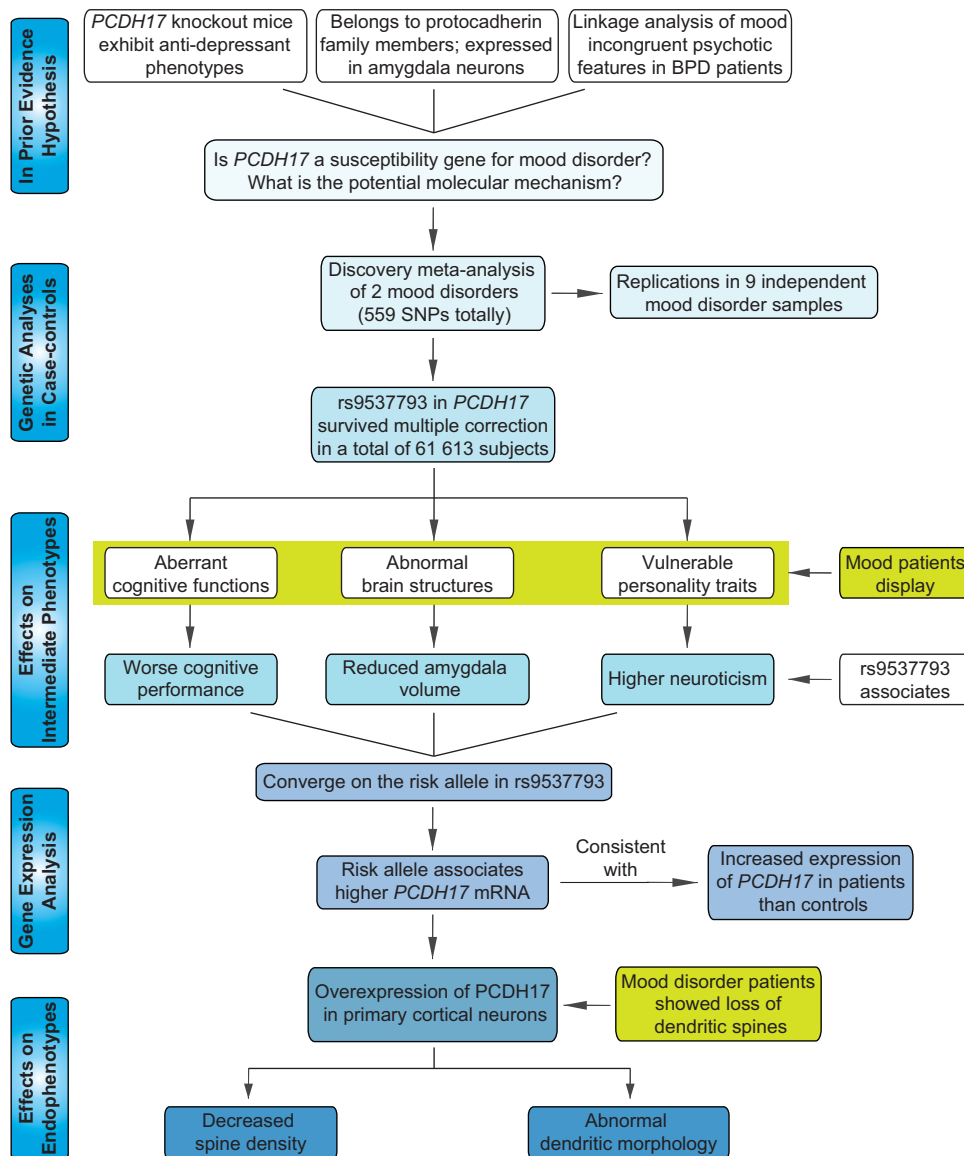 In Prior Evidence
Hypothesis
PCDH17 knockout mice
exhibit anti-depressant
phenotypes
Belongs to protocadherin
family members; expressed
in amygdala neurons
Linkage analysis of mood
incongruent psychotic
features in BPD patients
Is PCDH17 a susceptibility gene for mood disorder?
What is the potential molecular mechanism?
Genetic Analyses
in Case-controls
Discovery meta-analysis
of 2 mood disorders
(559 SNPs totally)
Replications in 9 independent
mood disorder samples
rs9537793 in PCDH17
survived multiple correction
in a total of 61 613 subjects
Effects on
Intermediate Phenotypes
Aberrant
cognitive functions
Abnormal
brain structures
Vulnerable
personality traits
Mood patients
display
Worse cognitive
performance
Reduced amygdala
volume
Higher neuroticism
rs9537793
associates
Converge on the risk allele in rs9537793
Gene Expression
Analysis
Risk allele associates
higher PCDH17 mRNA
Consistent
with
Increased expression
of PCDH17 in patients
than controls
Effects on
Endophenotypes
Overexpression of PCDH17
in primary cortical neurons
Mood disorder patients
showed loss of
dendritic spines
Decreased
spine density
Abnormal
dendritic morphology